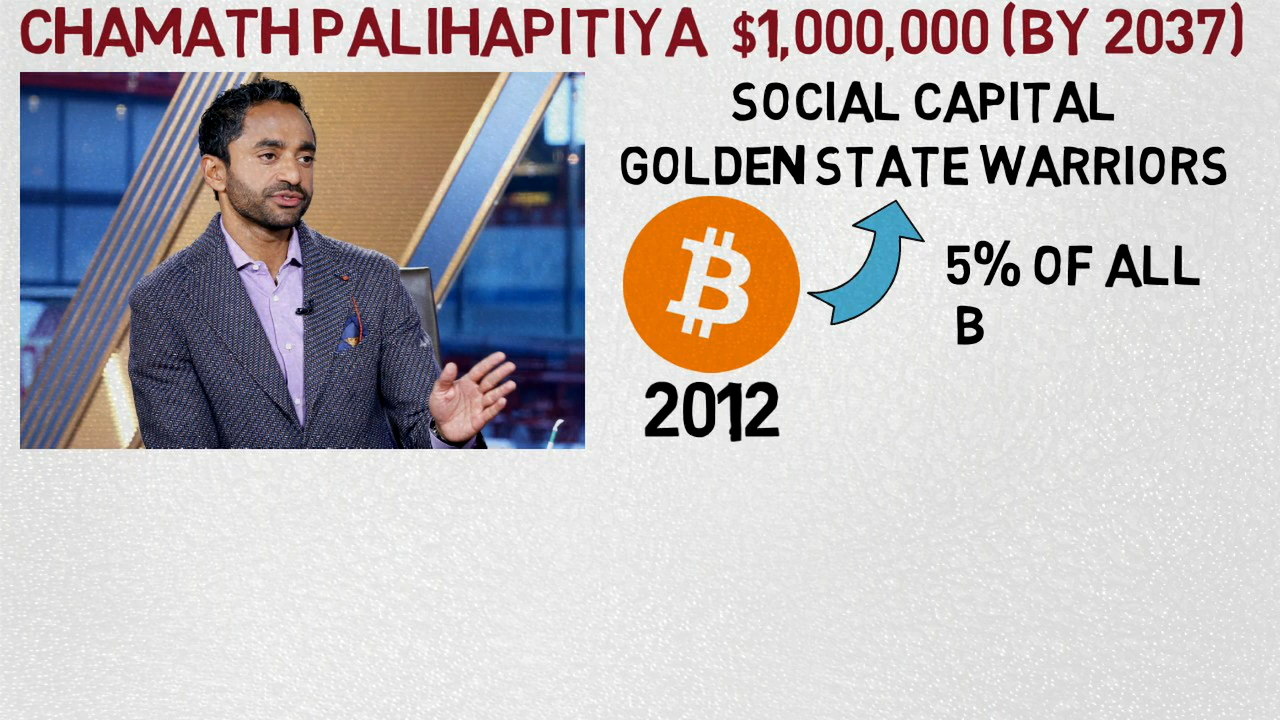 CHAMATH PALIHAPITIYA $1,000,000 (BY 2037)
SOCIAL CAPITAL
GOLDEN STATE WARRIORS
5% OF ALL
B
2012